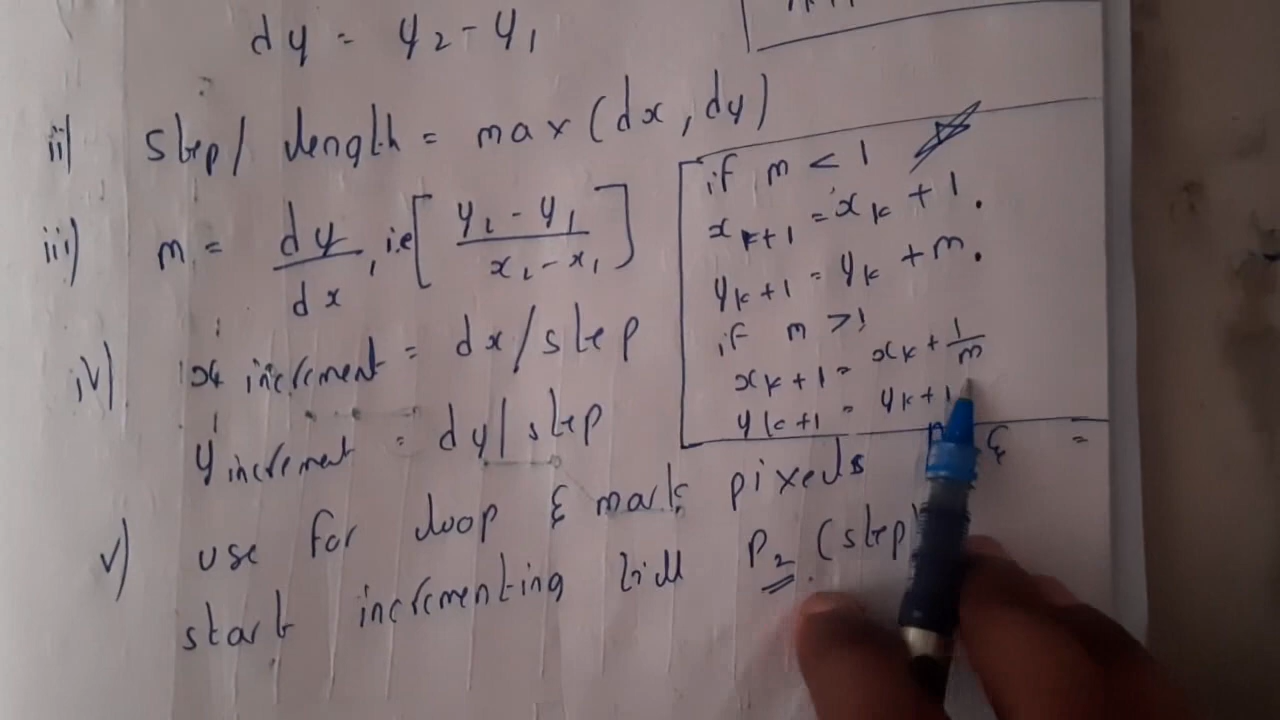 dy = y2 - y1
ii) step / length = max (dx, dy)
iii) m = dy/dx, i.e [ y2 - y1 / x2 - x1 ]
iv) x increment = dx/step
y increment = dy/step
v) use for loop & mark pixels
start incrementing till P2 (step)
if m < 1
xk+1 = xk + 1.
yk+1 = yk + m.
if m > 1
xk+1 = xk + 1/m
yk+1 = yk + 1